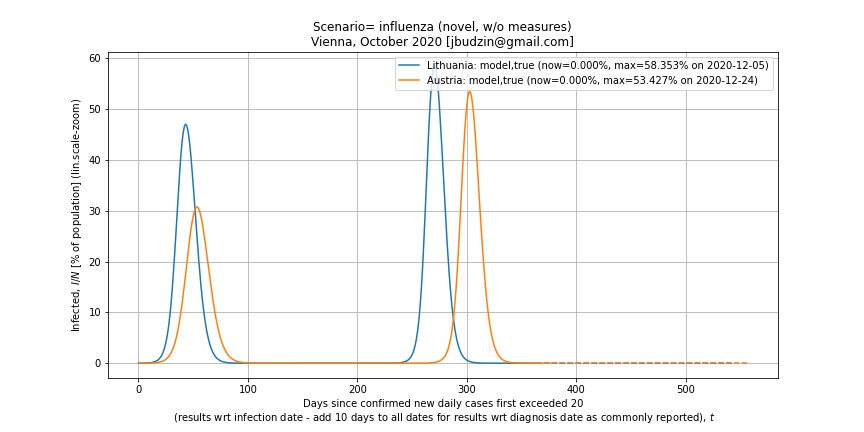 Scenario= influenza (novel, w/o measures)
Vienna, October 2020 [jbudzin@gmail.com]
Lithuania: model,true (now=0.000%, max=58.353% on 2020-12-05)
Austria: model,true (now=0.000%, max=53.427% on 2020-12-24)
Infected, I/N [% of population] (lin.scale-zoom)
60
50
40
30
20
10
0
0 100 200 300 400 500
Days since confirmed new daily cases first exceeded 20
(results wrt infection date - add 10 days to all dates for results wrt diagnosis date as commonly reported), t